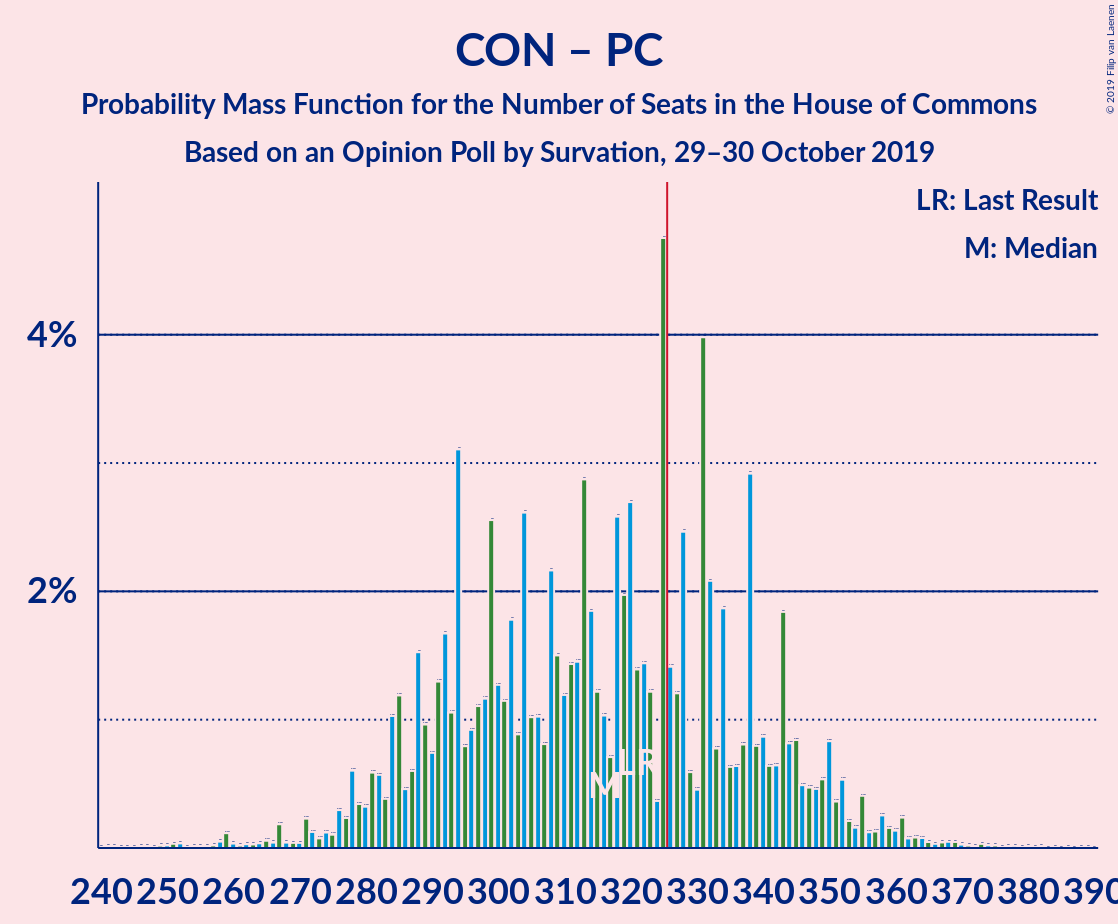 CON – PC
Probability Mass Function for the Number of Seats in the House of Commons
Based on an Opinion Poll by Survation, 29–30 October 2019
© 2019 Filip van Laenen
LR: Last Result
M: Median
4%
2%
M
LR
240 250 260 270 280 290 300 310 320 330 340 350 360 370 380 390